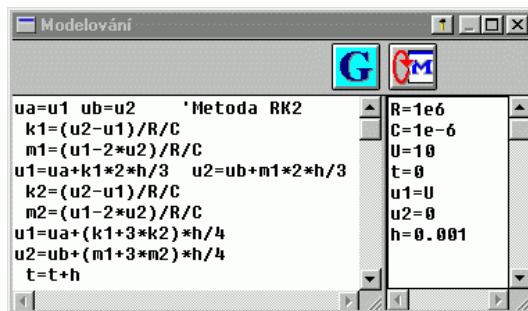 Modelování
G
M
ua=u1 ub=u2    'Metoda RK2
k1=(u2-u1)/R/C
m1=(u1-2*u2)/R/C
u1=ua+k1*2*h/3  u2=ub+m1*2*h/3
k2=(u2-u1)/R/C
m2=(u1-2*u2)/R/C
u1=ua+(k1+3*k2)*h/4
u2=ub+(m1+3*m2)*h/4
t=t+h
R=1e6
C=1e-6
U=10
t=0
u1=U
u2=0
h=0.001